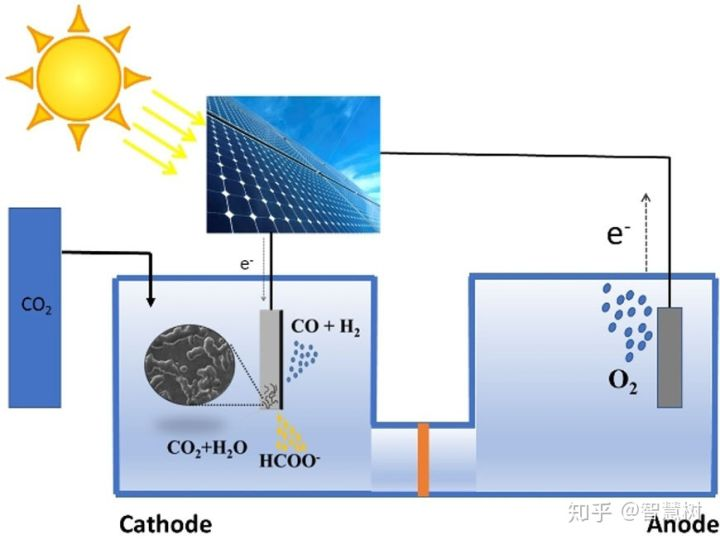 CO₂
e⁻
e⁻
CO + H₂
O₂
CO₂+H₂O
HCOO⁻
Cathode
Anode
知乎 @智慧树